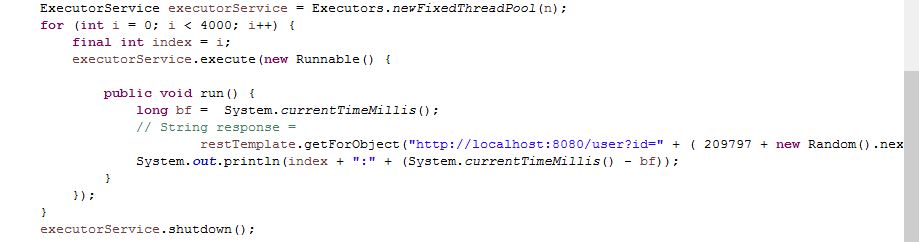 ExecutorService executorService = Executors.newFixedThreadPool(n);
for (int i = 0; i < 4000; i++) {
final int index = i;
executorService.execute(new Runnable() {
public void run() {
long bf =  System.currentTimeMillis();
// String response =
restTemplate.getForObject("http://localhost:8080/user?id=" + ( 209797 + new Random().nex
System.out.println(index + ":" + (System.currentTimeMillis() - bf));
}
});
}
executorService.shutdown();